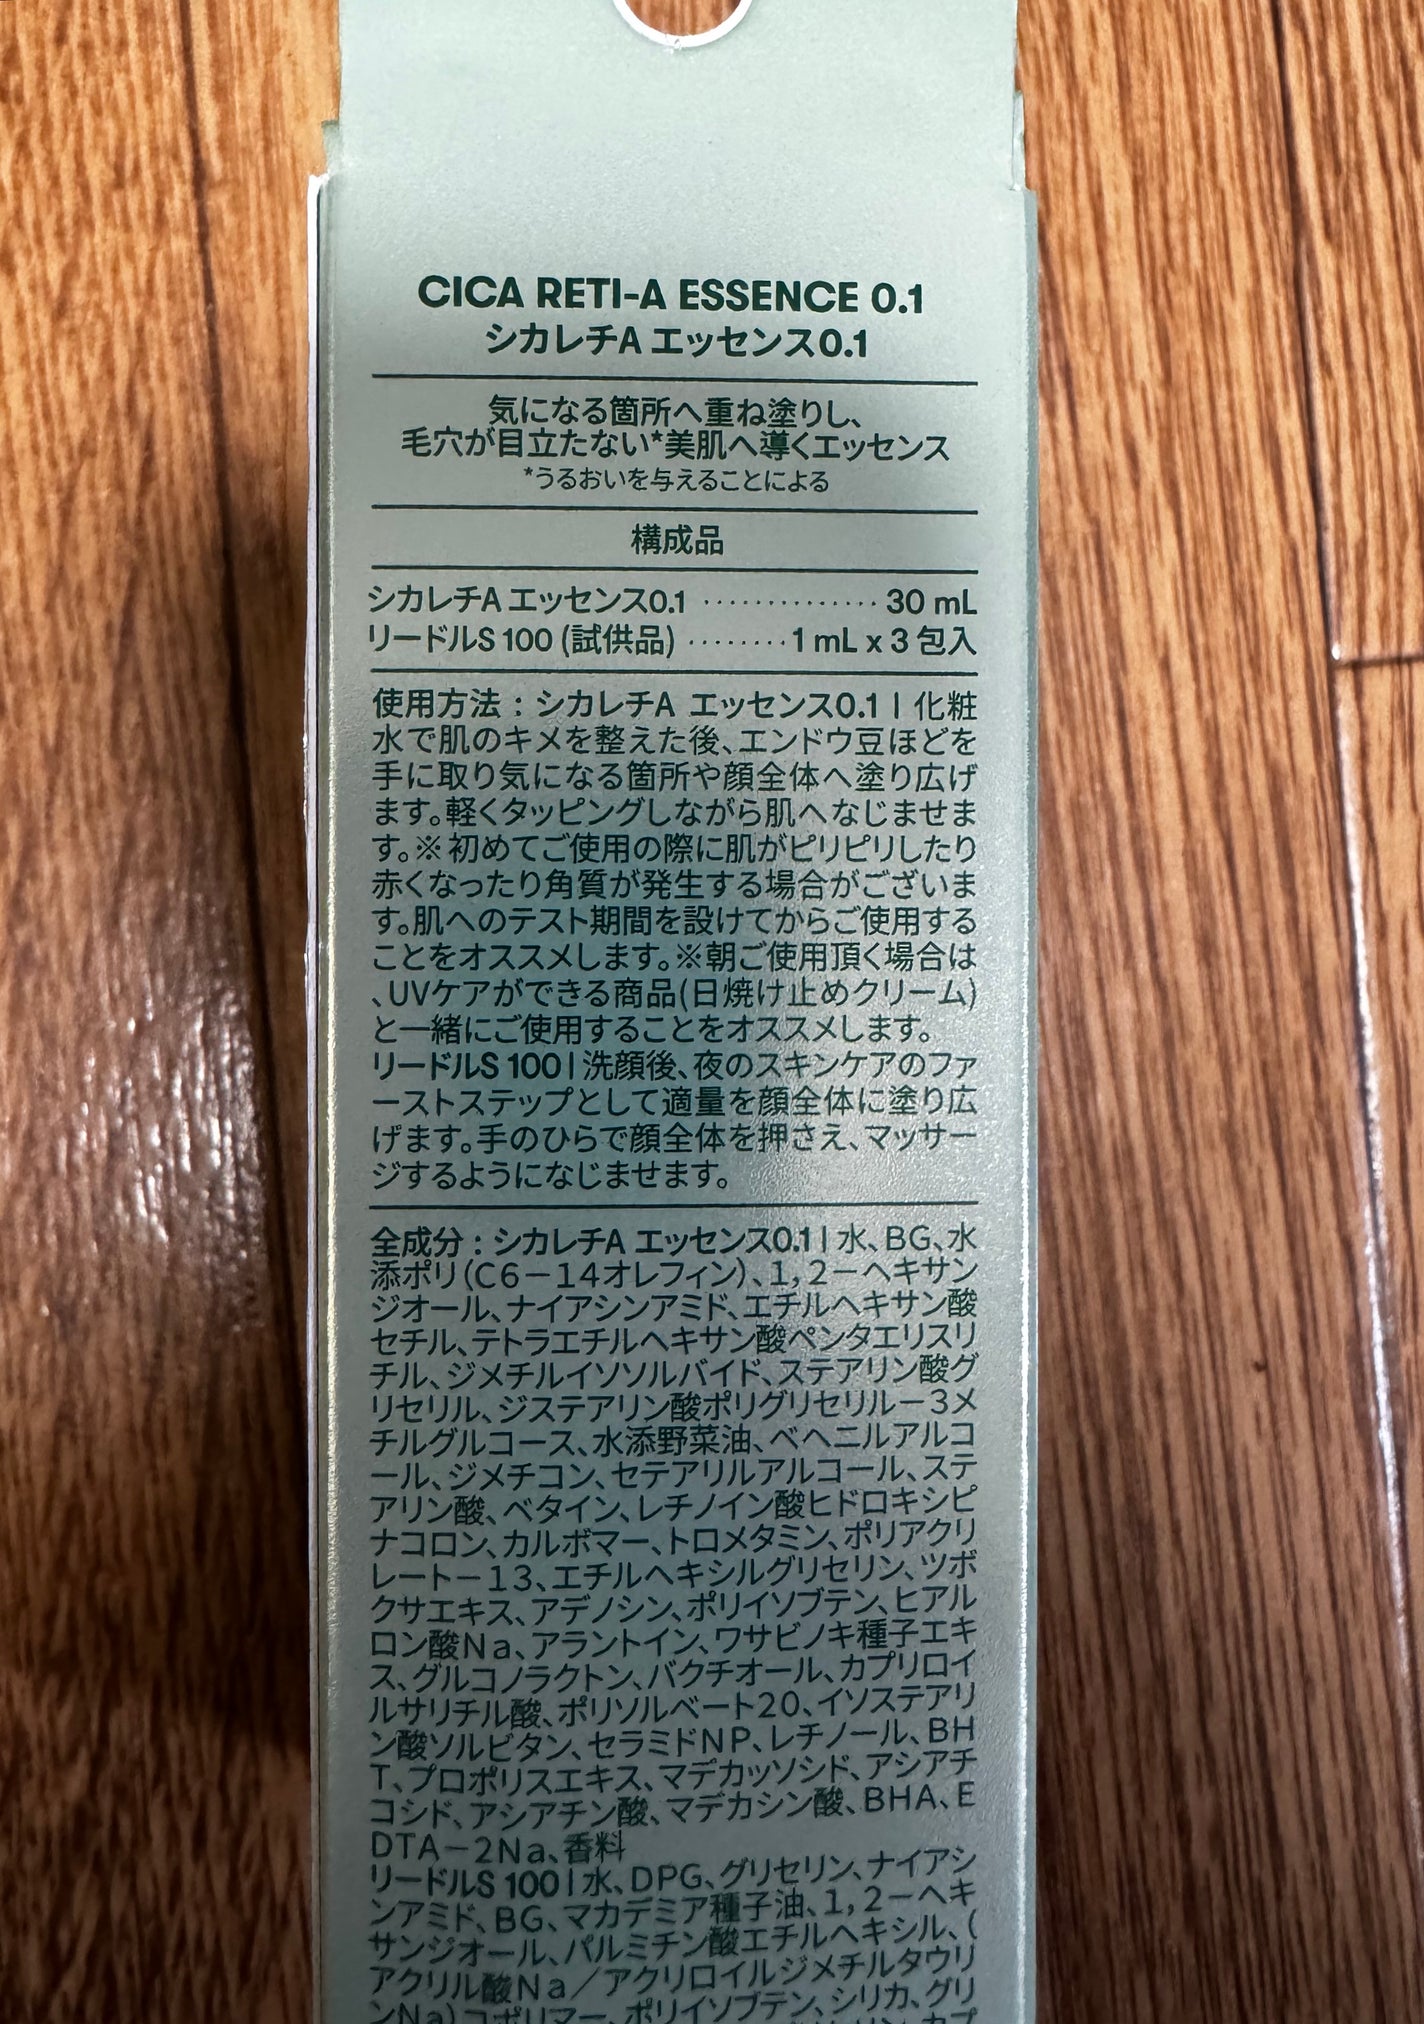 CICA RETI-A ESSENCE 0.1
シカレチA エッセンス0.1
気になる箇所へ重ね塗りし、
毛穴が目立たない*美肌へ導くエッセンス
*うるおいを与えることによる
構成品
シカレチA エッセンス0.1 ·············· 30 mL
リードルS 100 (試供品) ········ 1 mL x 3 包入
使用方法 : シカレチA エッセンス0.1 | 化粧
水で肌のキメを整えた後、エンドウ豆ほどを
手に取り気になる箇所や顔全体へ塗り広げ
ます。軽くタッピングしながら肌へなじませま
す。※初めてご使用の際に肌がピリピリしたり
赤くなったり角質が発生する場合がございま
す。肌へのテスト期間を設けてからご使用する
ことをオススメします。※朝ご使用頂く場合は
、UVケアができる商品(日焼け止めクリーム)
と一緒にご使用することをオススメします。
リードルS 100 | 洗顔後、夜のスキンケアのファ
ーストステップとして適量を顔全体に塗り広
げます。手のひらで顔全体を押さえ、マッサー
ジするようになじませます。
全成分 : シカレチA エッセンス0.1 | 水、BG、水
添ポリ(C6-14オレフィン)、1,2-ヘキサン
ジオール、ナイアシンアミド、エチルヘキサン酸
セチル、テトラエチルヘキサン酸ペンタエリスリ
チル、ジメチルイソソルバイド、ステアリン酸グ
リセリル、ジステアリン酸ポリグリセリル-3メ
チルグルコース、水添野菜油、ベヘニルアルコ
ール、ジメチコン、セテアリルアルコール、ステ
アリン酸、ベタイン、レチノイン酸ヒドロキシピ
ナコロン、カルボマー、トロメタミン、ポリアクリ
レート-13、エチルヘキシルグリセリン、ツボ
クサエキス、アデノシン、ポリイソブテン、ヒアル
ロン酸Na、アラントイン、ワサビノキ種子エキ
ス、グルコノラクトン、バクチオール、カプリロイ
ルサリチル酸、ポリソルベート20、イソステアリ
ン酸ソルビタン、セラミドNP、レチノール、BH
T、プロポリスエキス、マデカッソシド、アシアチ
コシド、アシアチン酸、マデカシン酸、BHA、E
DTA-2Na、香料
リードルS 100 | 水、DPG、グリセリン、ナイアシ
ンアミド、BG、マカデミア種子油、1,2-ヘキ
サンジオール、パルミチン酸エチルヘキシル、(
アクリル酸Na/アクリロイルジメチルタウリ
ンNa)コポリマー、ポリイソブテン、シリカ、グリ